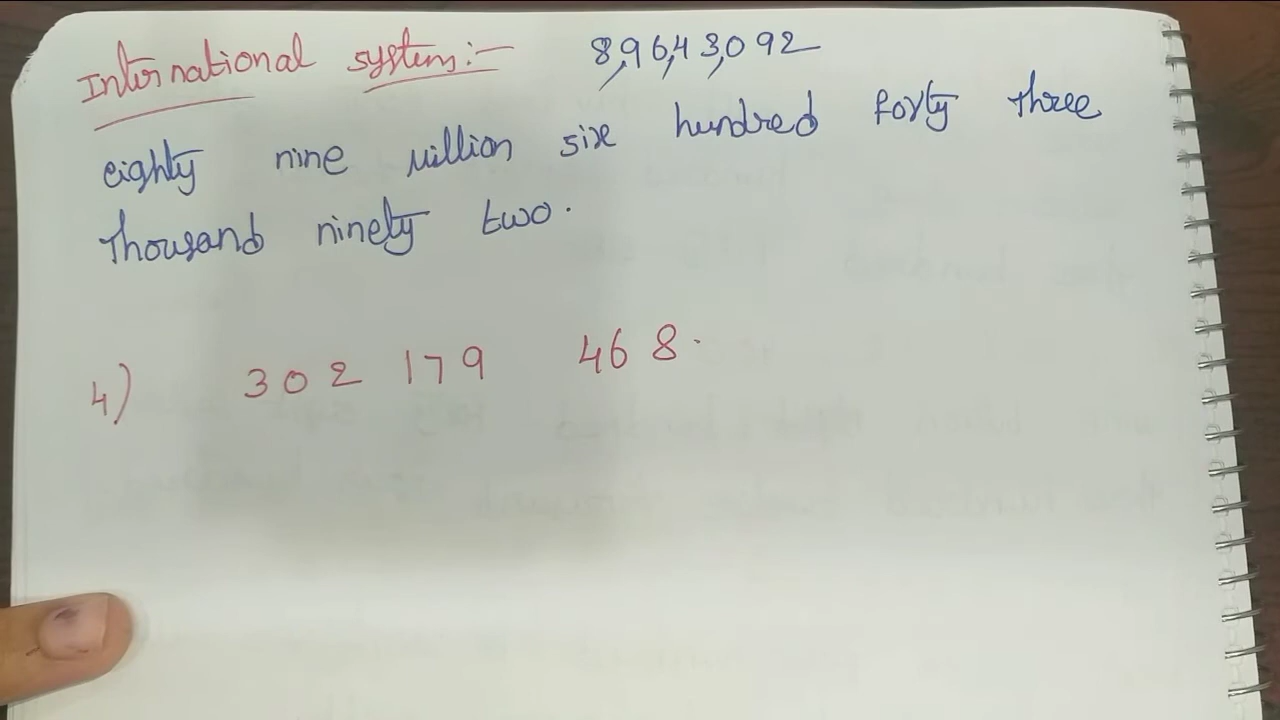 International system:- 8,96,43,092
eighty nine million six hundred forty three
thousand ninety two.
4) 302 179 468.